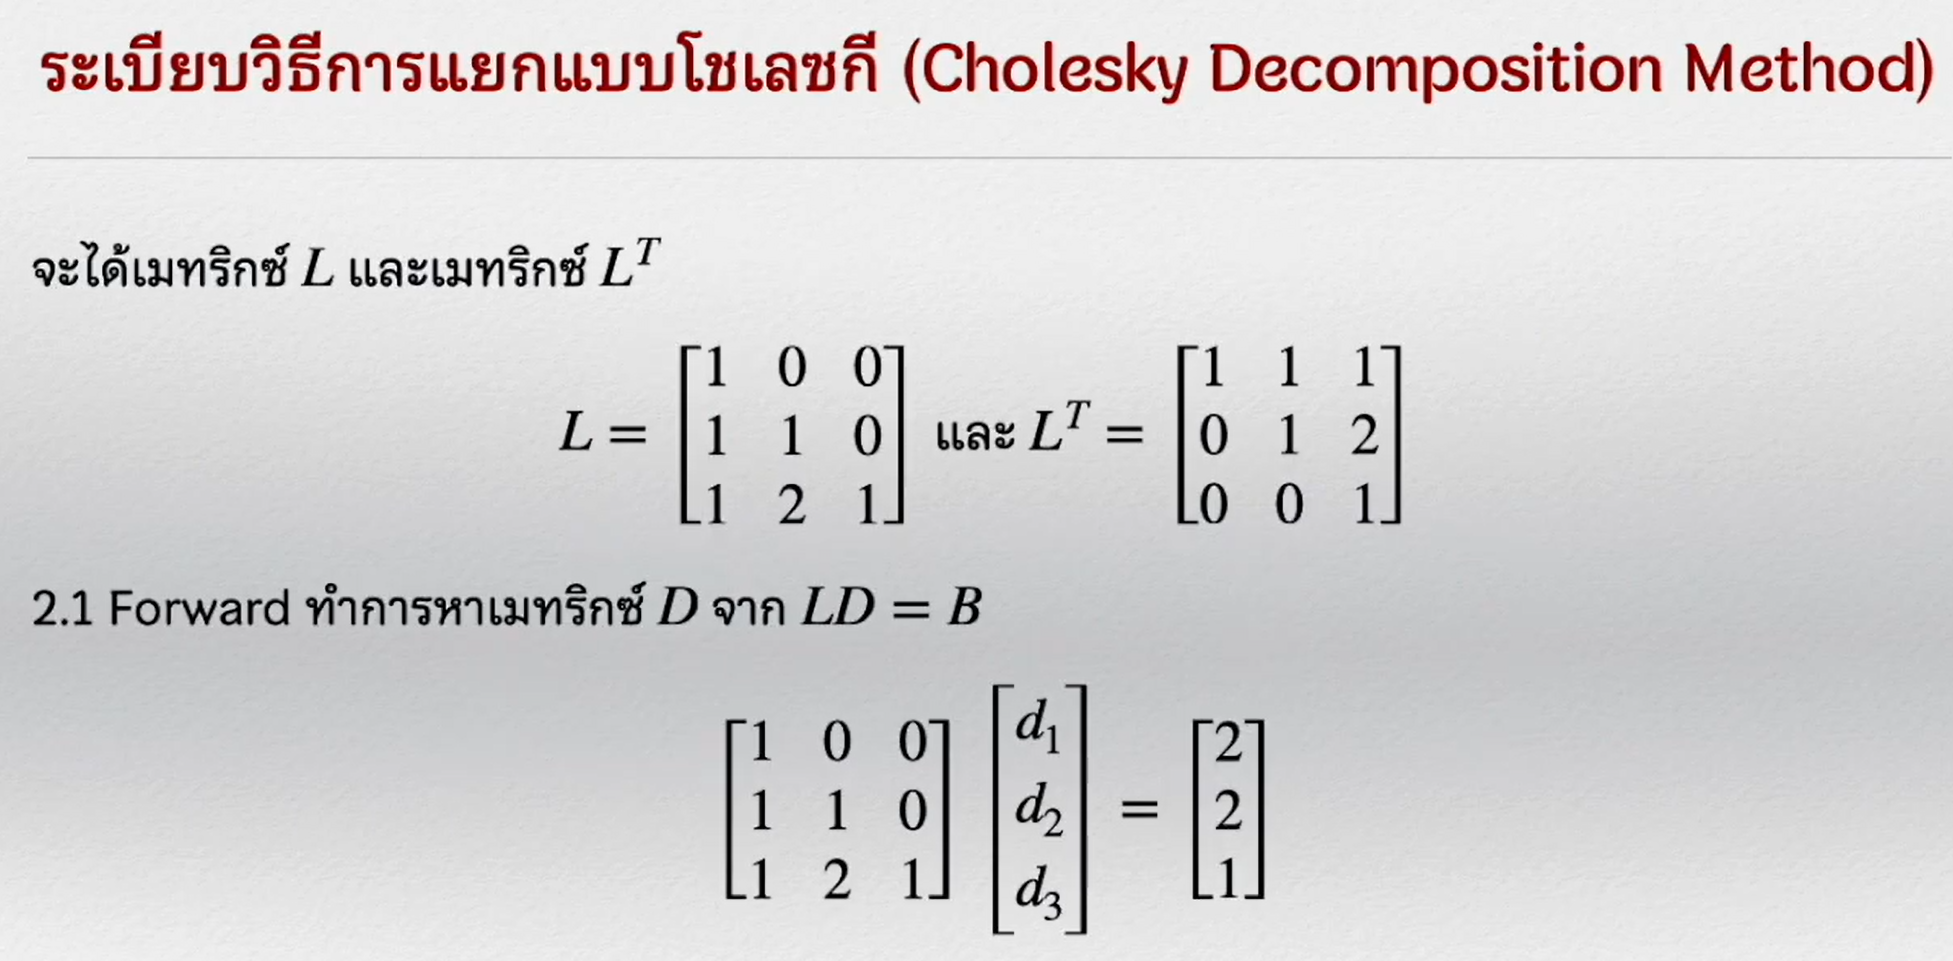 ระเบียบวิธีการแยกแบบโชเลซกี (Cholesky Decomposition Method)
จะได้เมทริกซ์ L และเมทริกซ์ L^T
L = [1 0 0; 1 1 0; 1 2 1] และ L^T = [1 1 1; 0 1 2; 0 0 1]
2.1 Forward ทำการหาเมทริกซ์ D จาก LD = B
[1 0 0; 1 1 0; 1 2 1] [d₁; d₂; d₃] = [2; 2; 1]